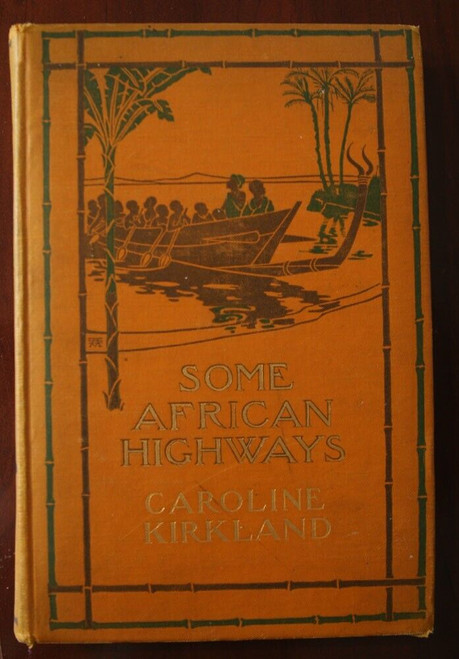 SOME
AFRICAN
HIGHWAYS
CAROLINE
KIRKLAND